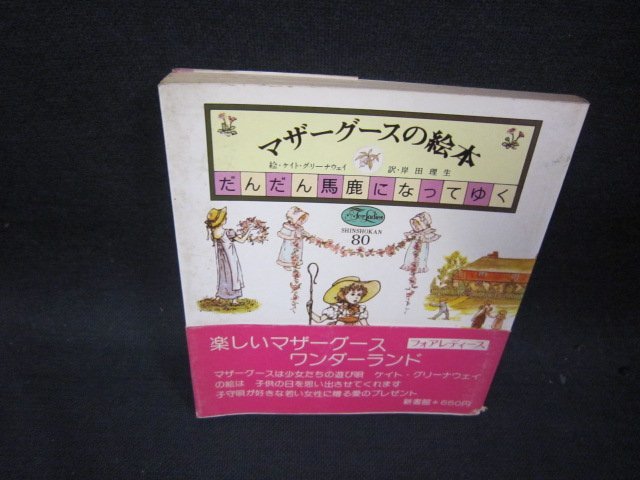 マザーグースの絵本
絵・ケイト・グリーナウェイ 訳・岸田理生
だんだん馬鹿になってゆく
For Ladies
SHINSHOKAN
80
楽しいマザーグース
ワンダーランド
フォアレディース
マザーグースは少女たちの遊び唄 ケイト・グリーナウェイ
の絵は 子供の日を思い出させてくれます
子守唄が好きな若い女性に贈る愛のプレゼント
新書館＊650円